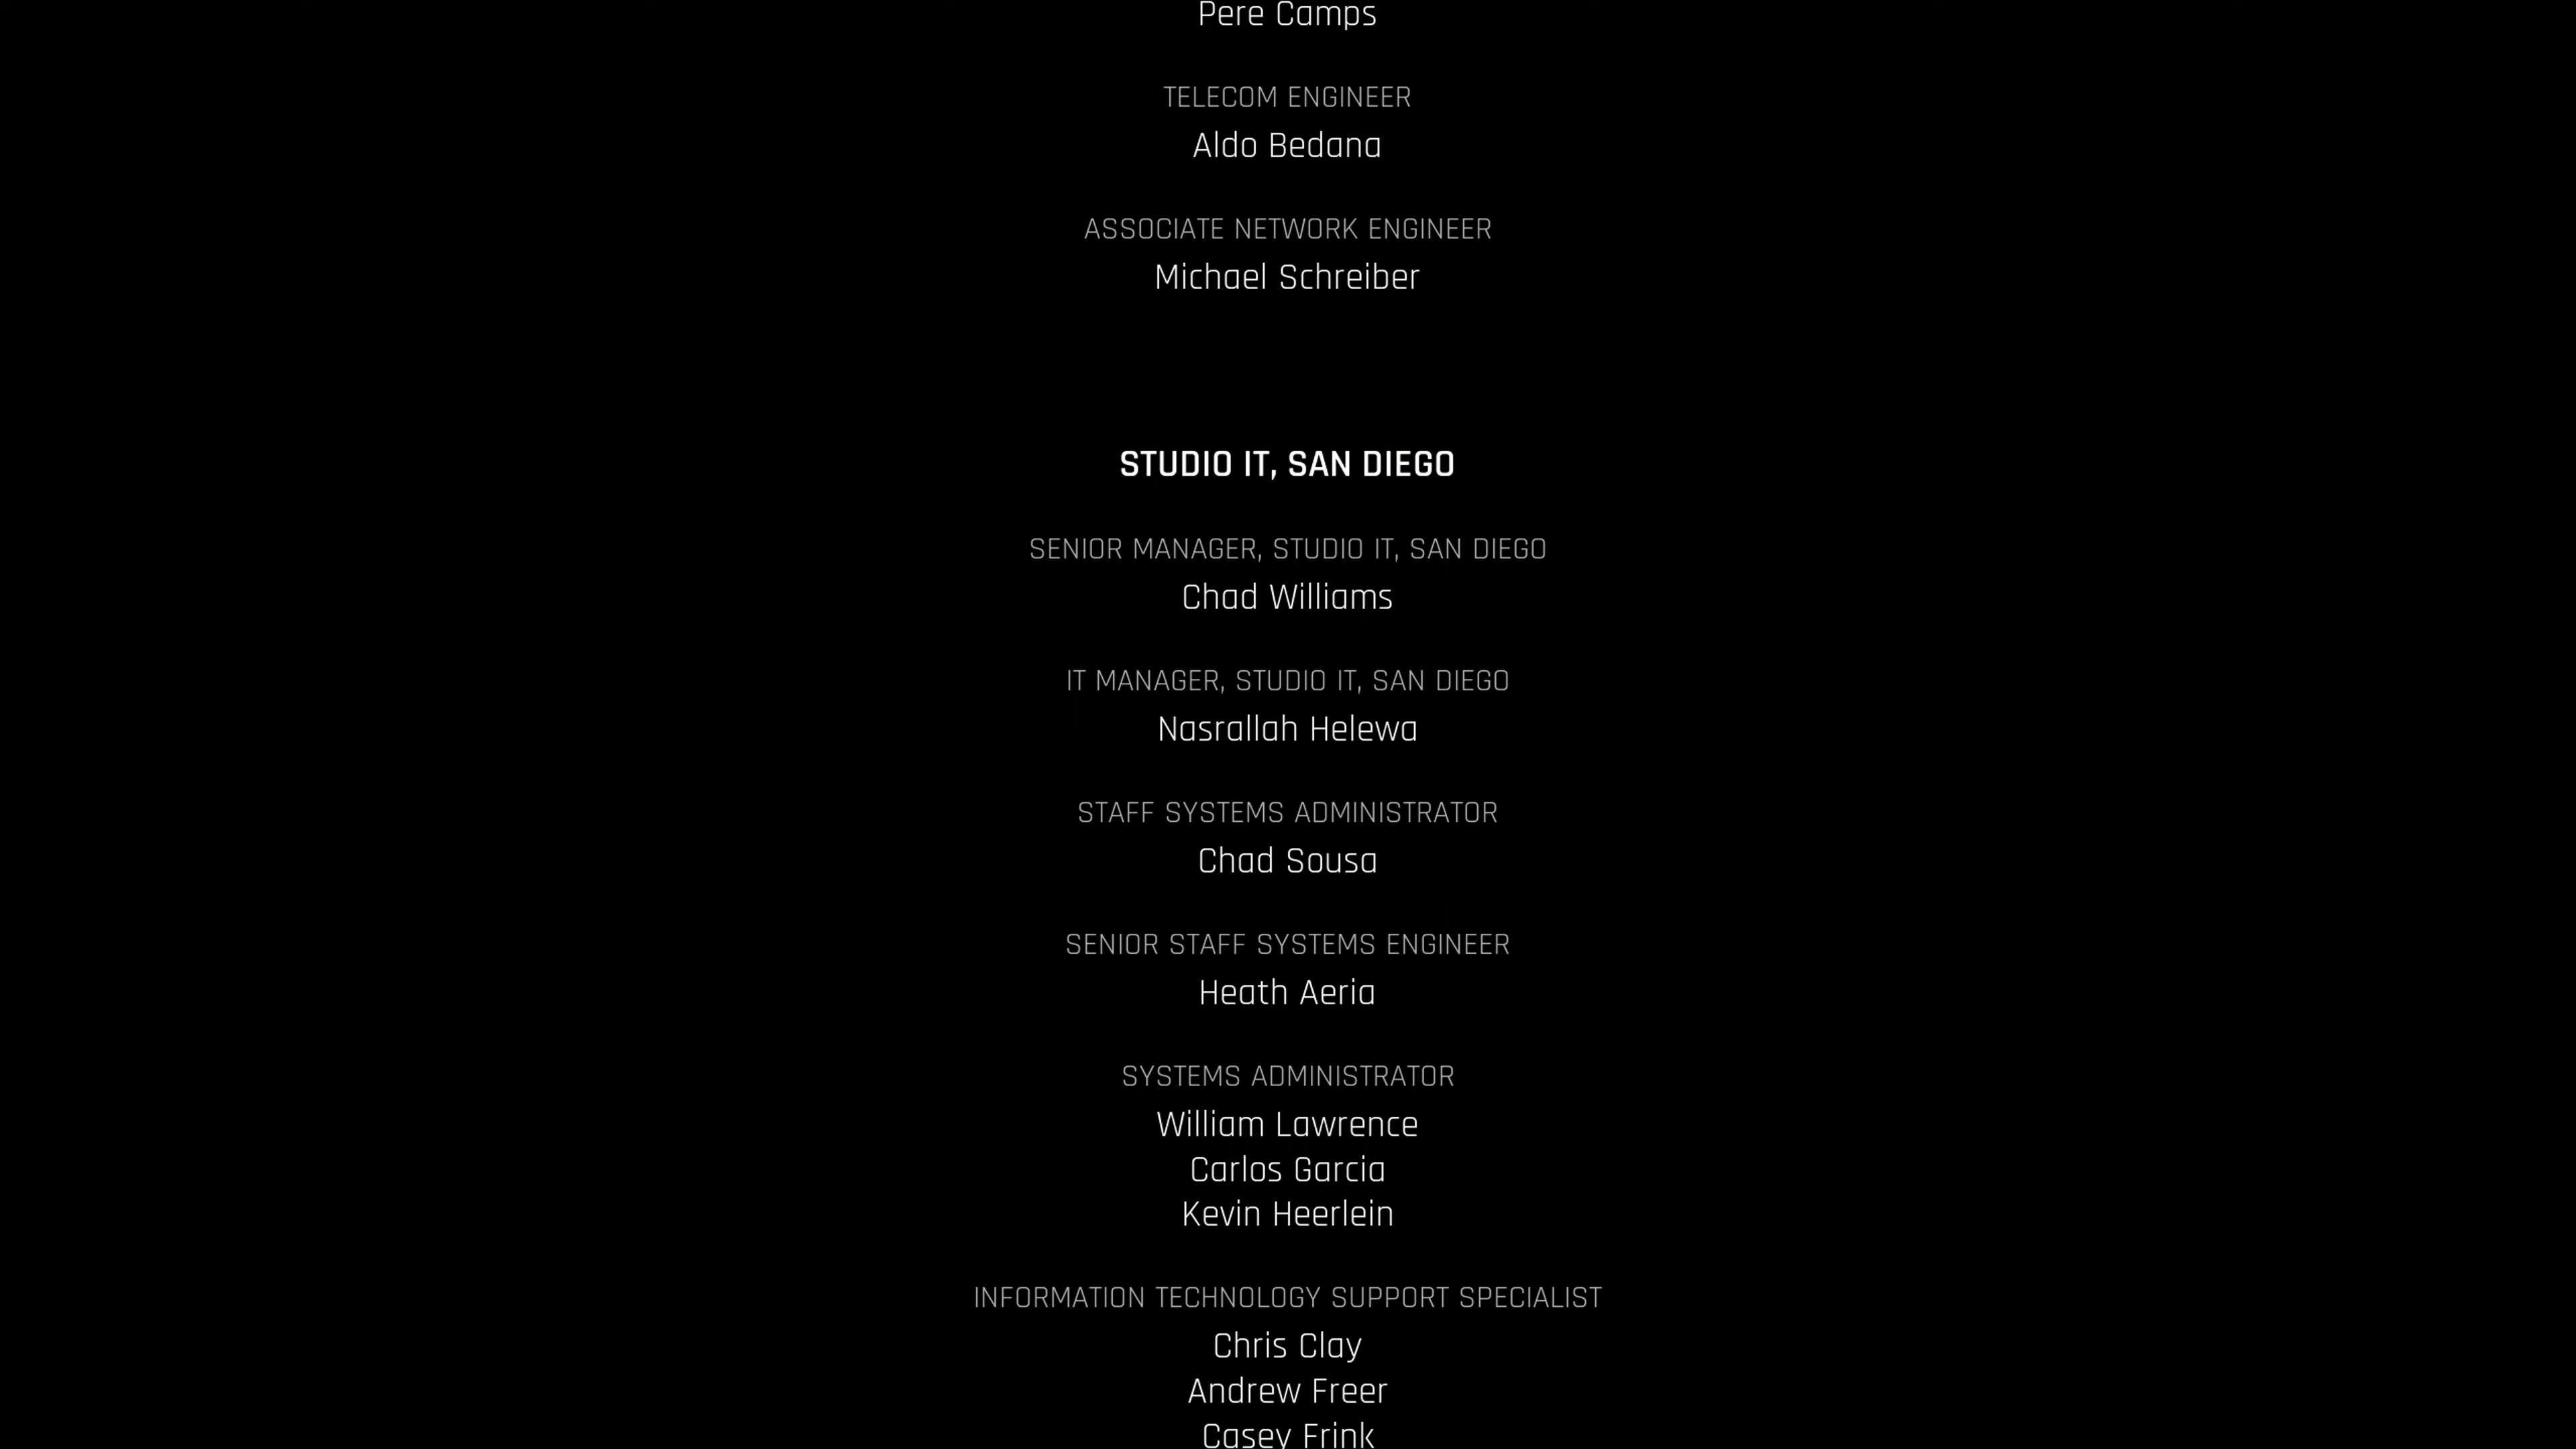 Pere Camps
TELECOM ENGINEER
Aldo Bedana
ASSOCIATE NETWORK ENGINEER
Michael Schreiber
STUDIO IT, SAN DIEGO
SENIOR MANAGER, STUDIO IT, SAN DIEGO
Chad Williams
IT MANAGER, STUDIO IT, SAN DIEGO
Nasrallah Helewa
STAFF SYSTEMS ADMINISTRATOR
Chad Sousa
SENIOR STAFF SYSTEMS ENGINEER
Heath Aeria
SYSTEMS ADMINISTRATOR
William Lawrence
Carlos Garcia
Kevin Heerlein
INFORMATION TECHNOLOGY SUPPORT SPECIALIST
Chris Clay
Andrew Freer
Casey Frink